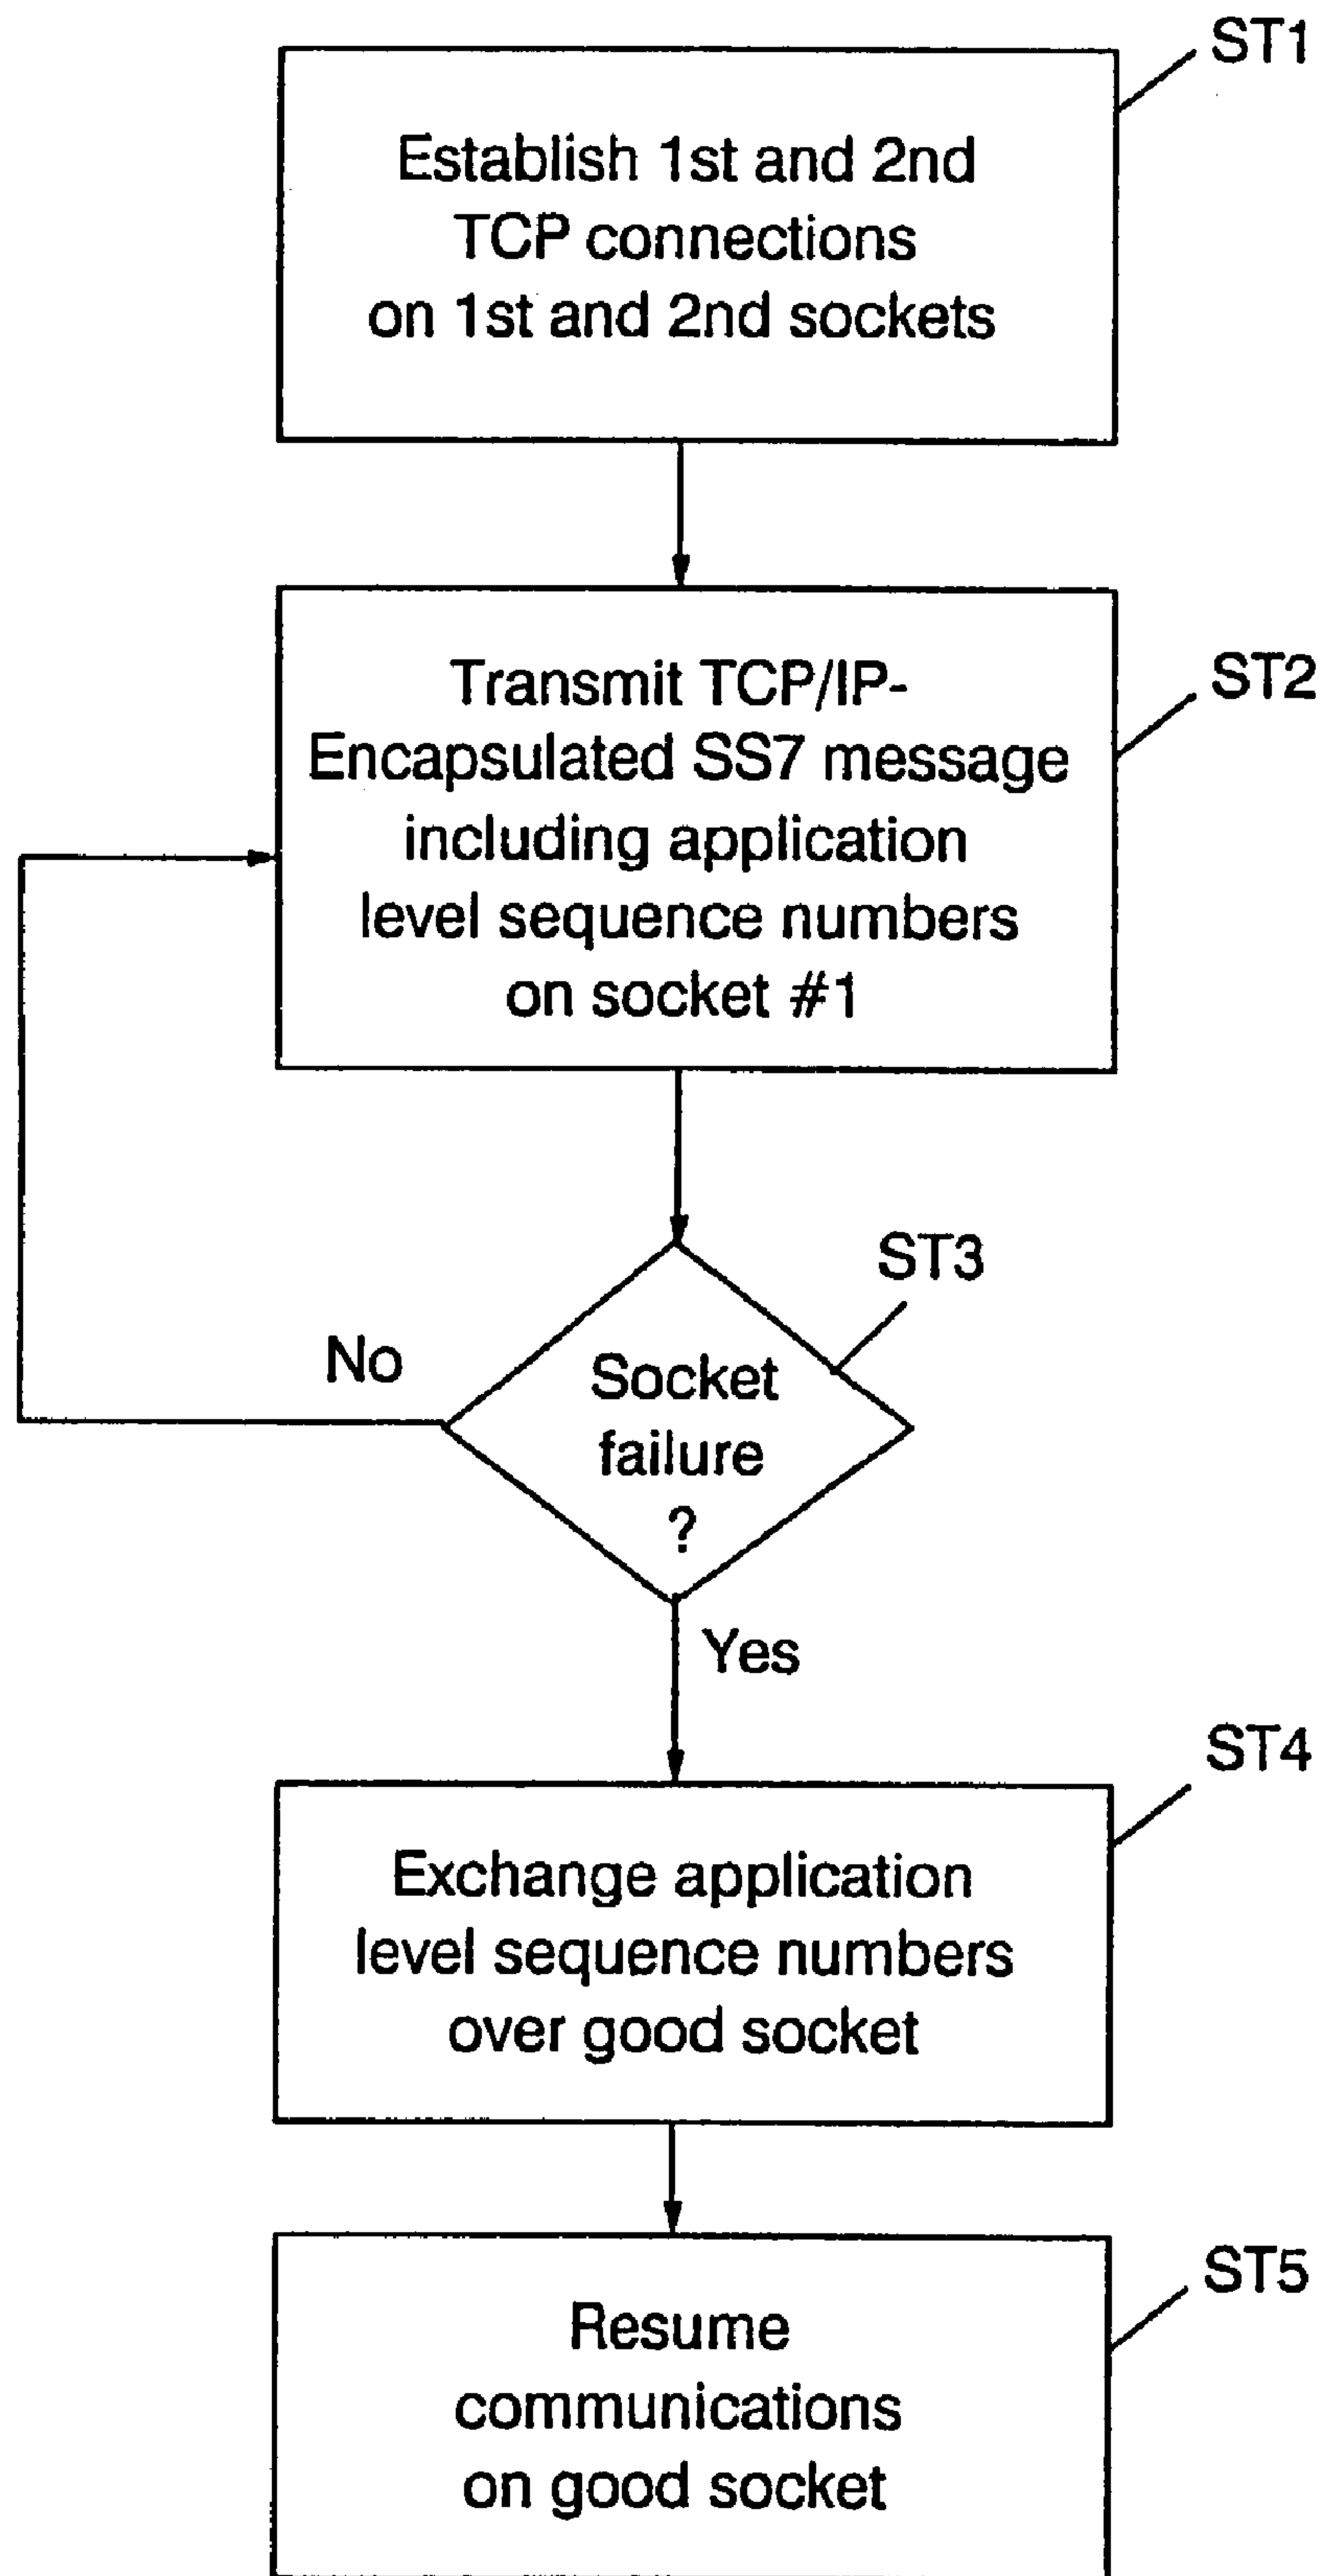 ST1
Establish 1st and 2nd
TCP connections
on 1st and 2nd sockets
ST2
Transmit TCP/IP-
Encapsulated SS7 message
including application
level sequence numbers
on socket #1
ST3
No
Socket
failure
?
Yes
ST4
Exchange application
level sequence numbers
over good socket
ST5
Resume
communications
on good socket